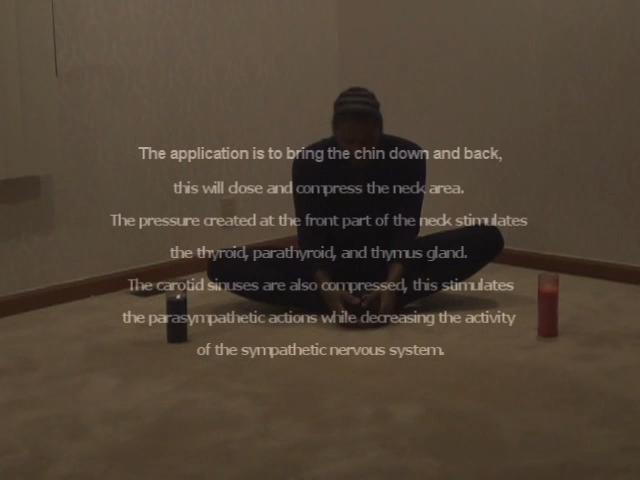 The application is to bring the chin down and back,
this will close and compress the neck area.
The pressure created at the front part of the neck stimulates
the thyroid, parathyroid, and thymus gland.
The carotid sinuses are also compressed, this stimulates
the parasympathetic actions while decreasing the activity
of the sympathetic nervous system.